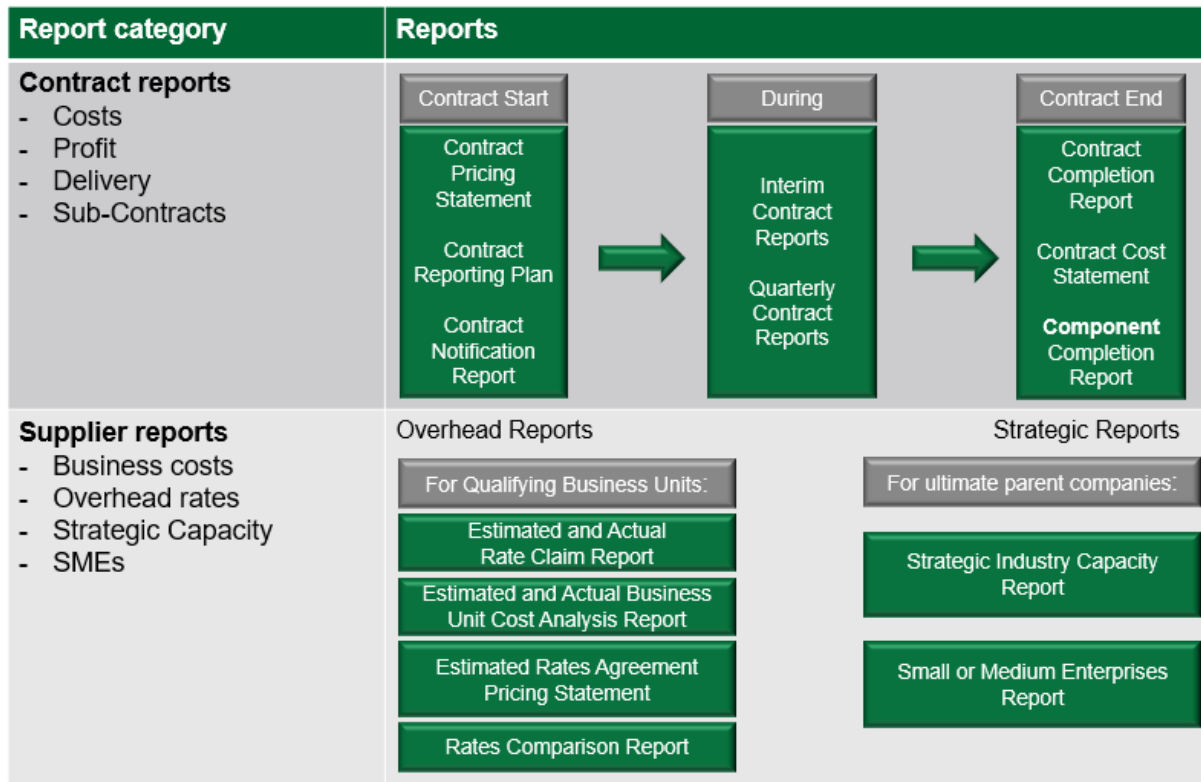 Report category
Reports
Contract reports
- Costs
- Profit
- Delivery
- Sub-Contracts
Contract Start
Contract
Pricing
Statement
Contract
Reporting Plan
Contract
Notification
Report
During
Interim
Contract
Reports
Quarterly
Contract
Reports
Contract End
Contract
Completion
Report
Contract Cost
Statement
Component
Completion
Report
Supplier reports
- Business costs
- Overhead rates
- Strategic Capacity
- SMEs
Overhead Reports
For Qualifying Business Units:
Estimated and Actual
Rate Claim Report
Estimated and Actual Business
Unit Cost Analysis Report
Estimated Rates Agreement
Pricing Statement
Rates Comparison Report
Strategic Reports
For ultimate parent companies:
Strategic Industry Capacity
Report
Small or Medium Enterprises
Report